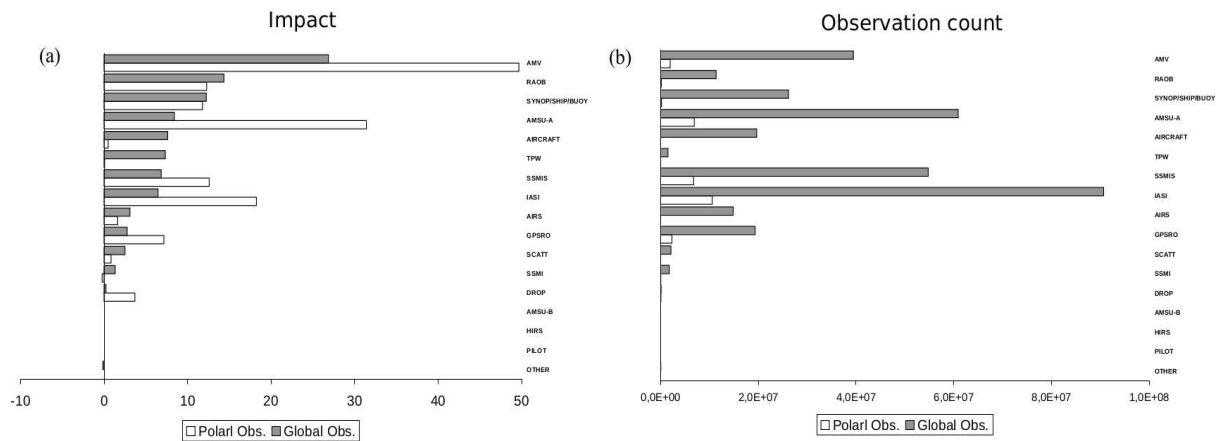 Impact
(a)
AMV
RAOB
SYNOP/SHIP/BUOY
AMSU-A
AIRCRAFT
TPW
SSMIS
IASI
AIRS
GPSRO
SCATT
SSMI
DROP
AMSU-B
HIRS
PILOT
OTHER
-10 0 10 20 30 40 50
Polarl Obs. Global Obs.
Observation count
(b)
AMV
RAOB
SYNOP/SHIP/BUOY
AMSU-A
AIRCRAFT
TPW
SSMIS
IASI
AIRS
GPSRO
SCATT
SSMI
DROP
AMSU-B
HIRS
PILOT
OTHER
0,0E+00 2,0E+07 4,0E+07 6,0E+07 8,0E+07 1,0E+08
Polarl Obs. Global Obs.